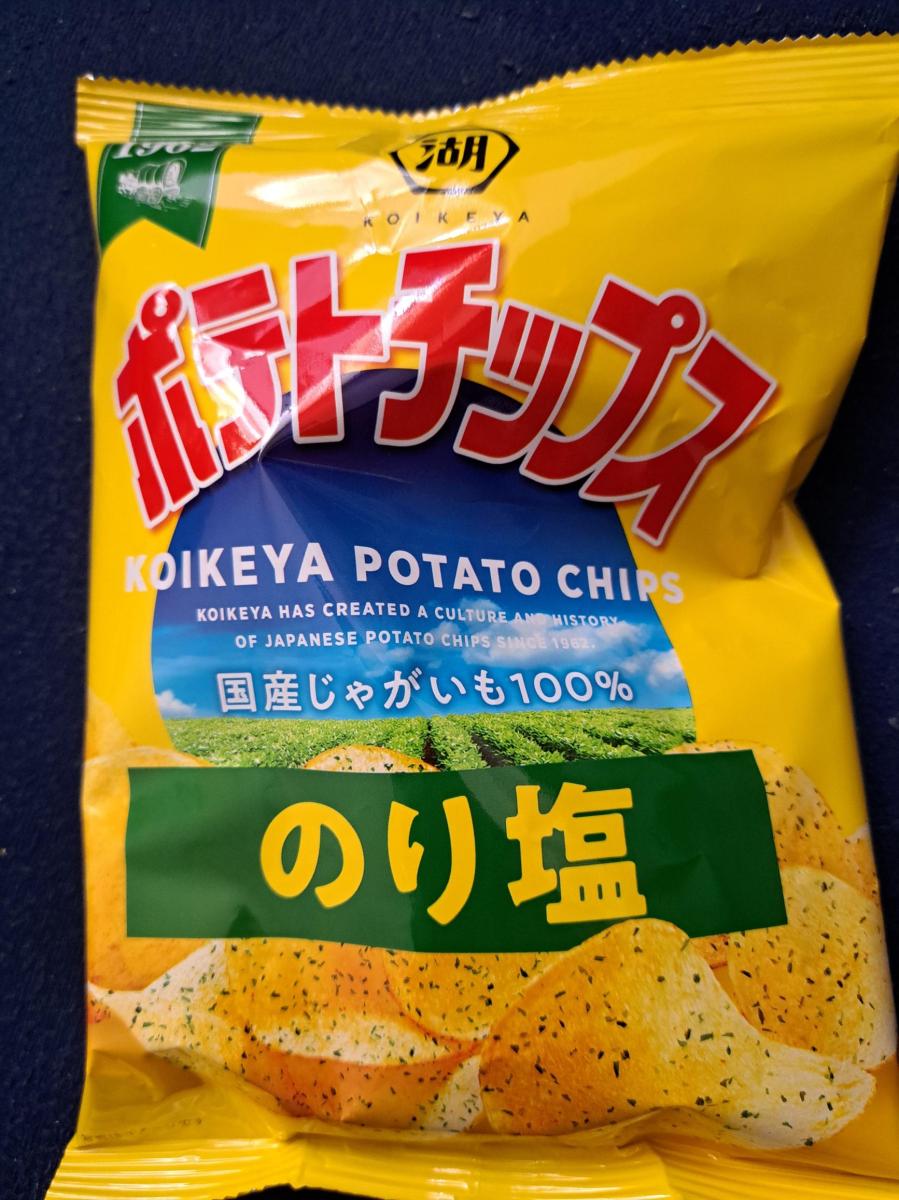 1962
湖
KOIKEYA
ポテトチップス
KOIKEYA POTATO CHIPS
KOIKEYA HAS CREATED A CULTURE AND HISTORY
OF JAPANESE POTATO CHIPS SINCE 1962.
国産じゃがいも100%
のり塩